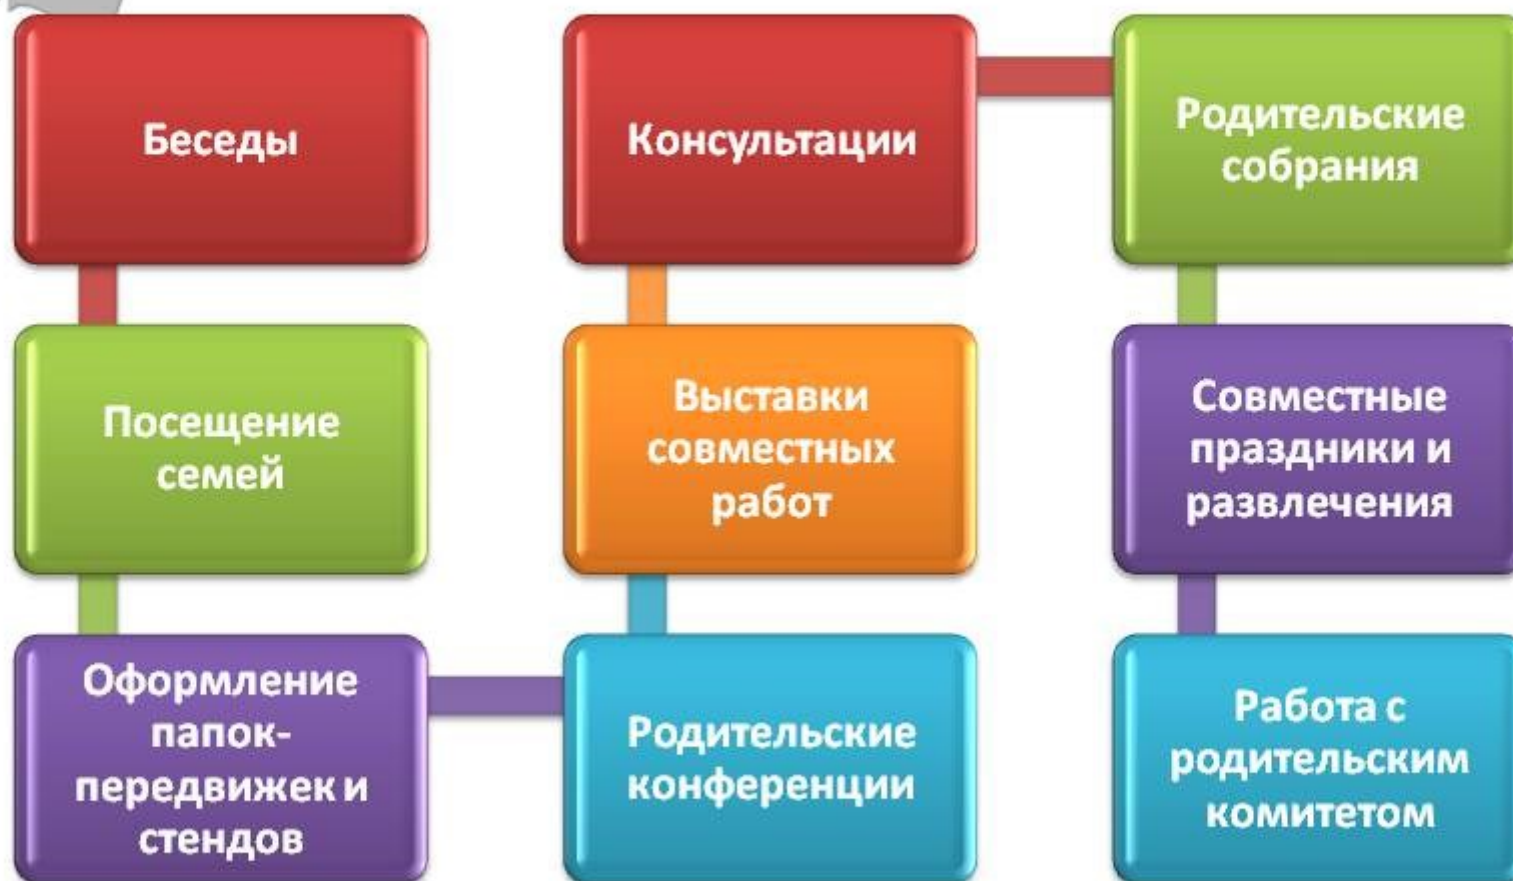 Беседы
Посещение
семей
Оформление
папок-
передвижек и
стендов
Родительские
конференции
Выставки
совместных
работ
Консультации
Родительские
собрания
Совместные
праздники и
развлечения
Работа с
родительским
комитетом